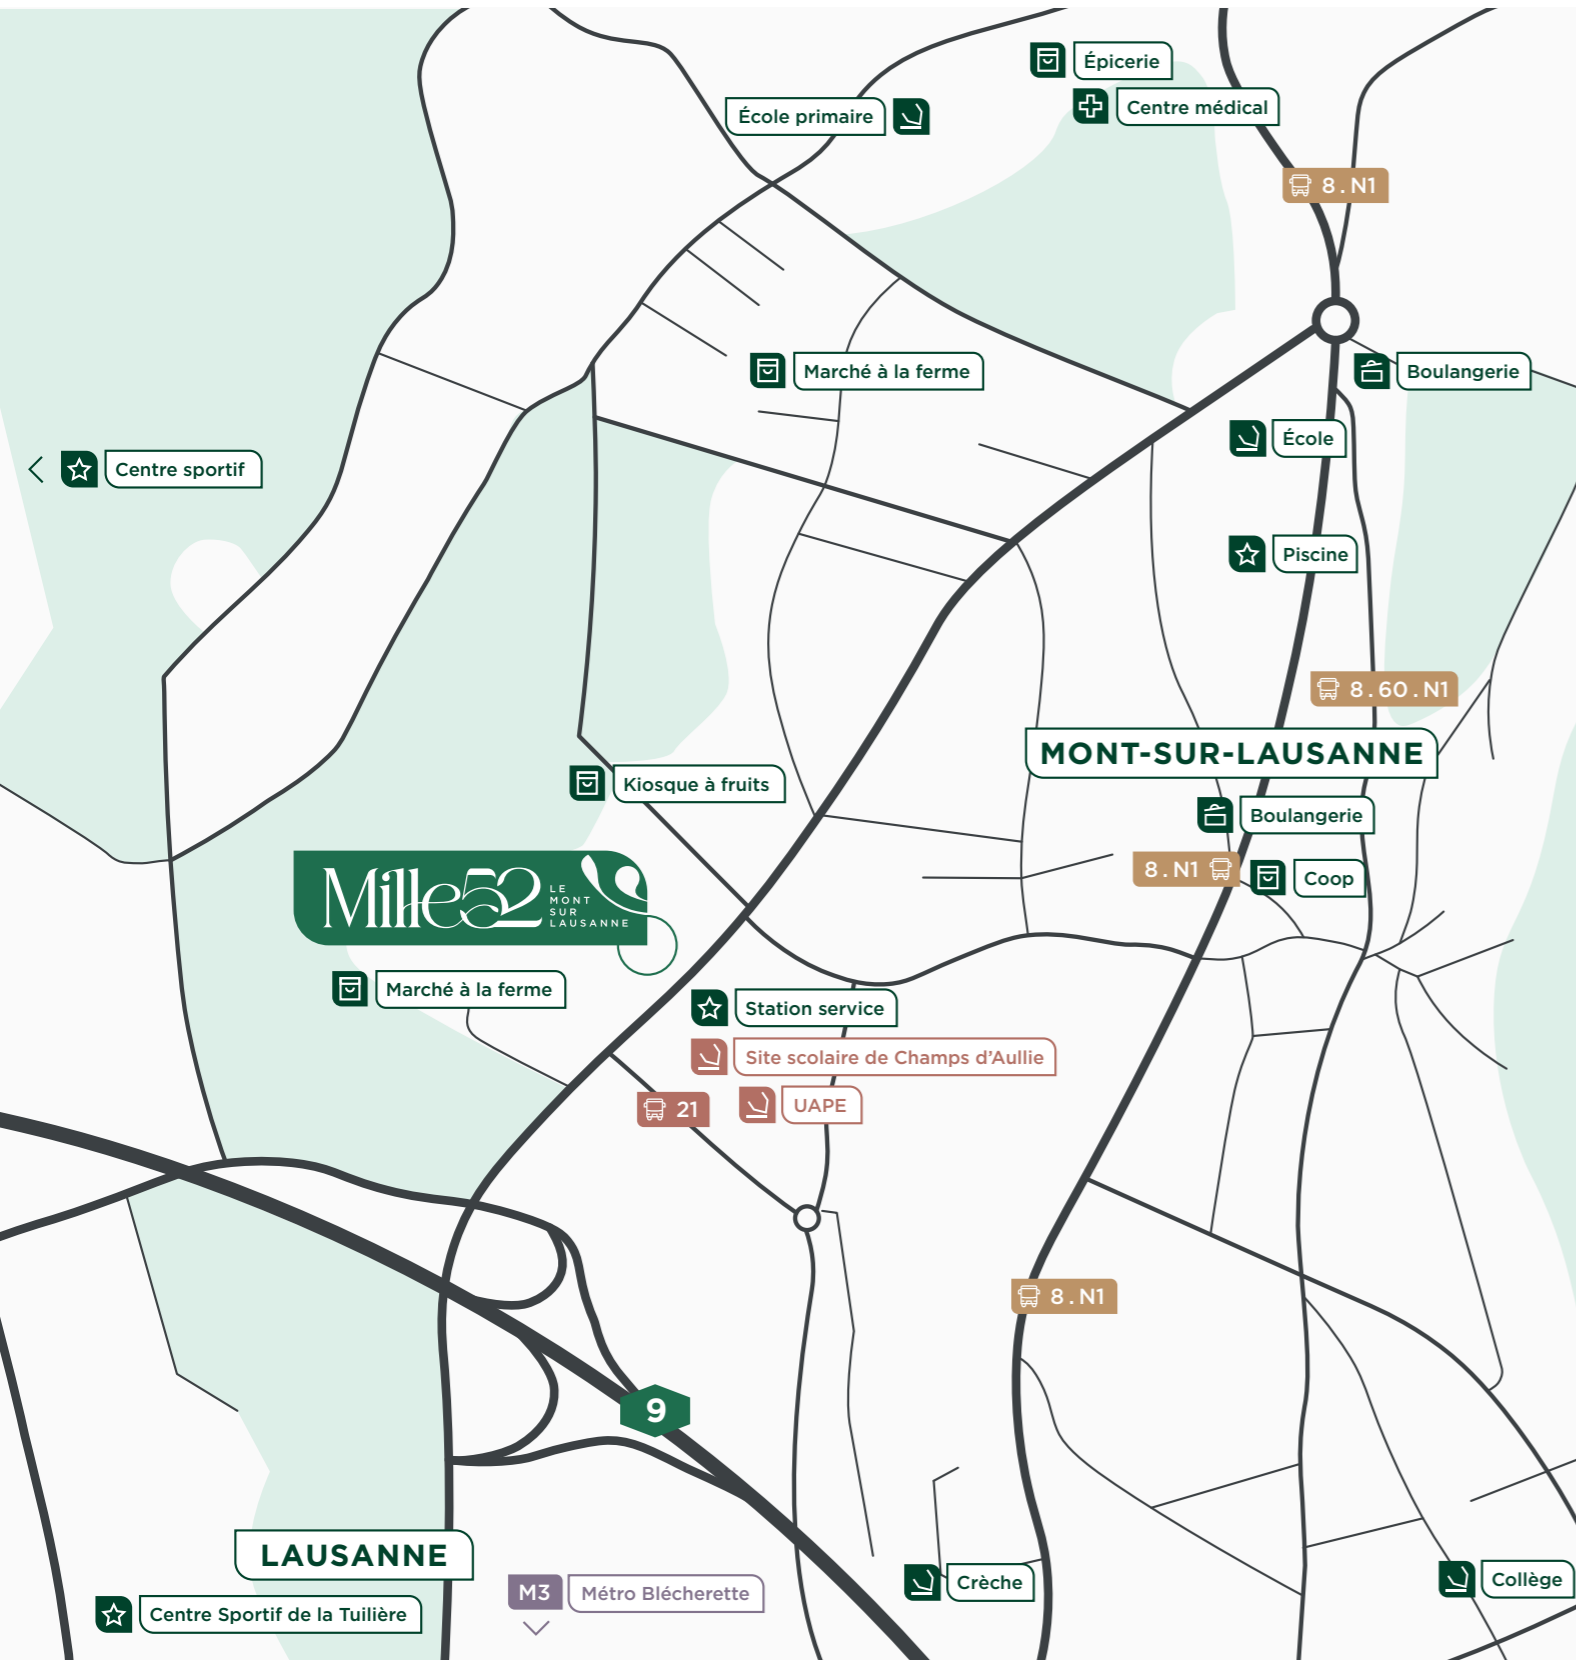 Épicerie
Centre médical
École primaire
8.N1
Marché à la ferme
Boulangerie
École
Centre sportif
Piscine
8.60.N1
MONT-SUR-LAUSANNE
Kiosque à fruits
Boulangerie
8.N1
Coop
Mille52
LE
MONT
SUR
LAUSANNE
Marché à la ferme
Station service
Site scolaire de Champs d'Aullie
21
UAPE
8.N1
9
LAUSANNE
Crèche
Collège
M3
Métro Blécherette
Centre Sportif de la Tuilière